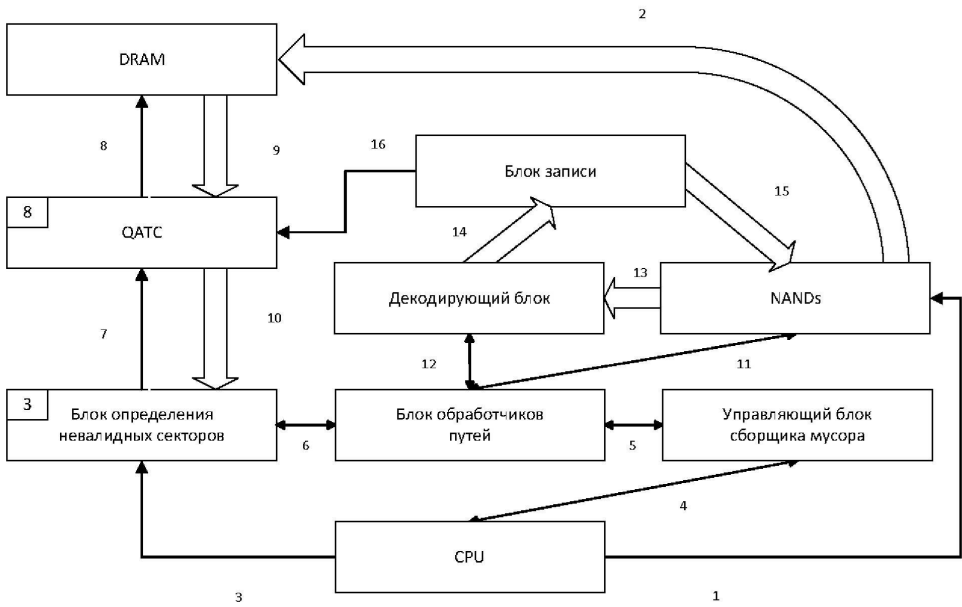 2
DRAM
8
9
16
Блок записи
15
8
QATC
14
Декодирующий блок
13
NANDs
7
10
12
11
3
Блок определения
невалидных секторов
6
Блок обработчиков
путей
5
Управляющий блок
сборщика мусора
4
CPU
3
1